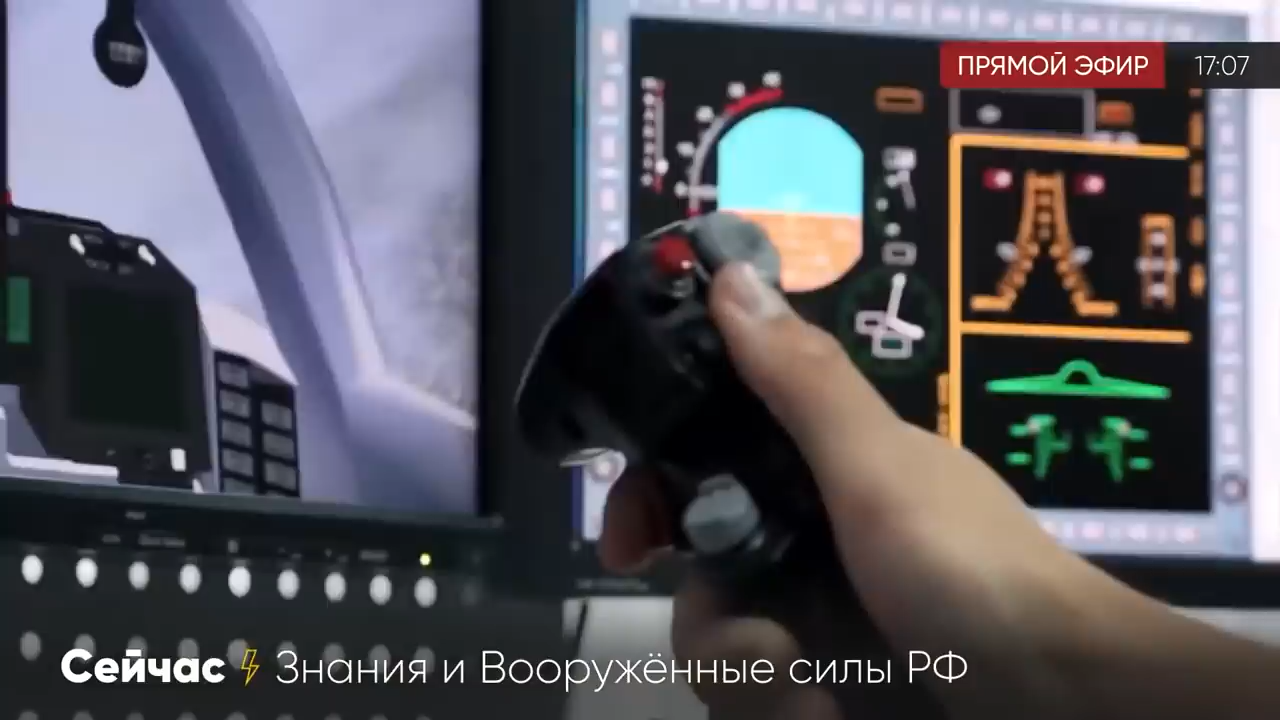 ПРЯМОЙ ЭФИР 17:07
Сейчас Знания и Вооружённые силы РФ